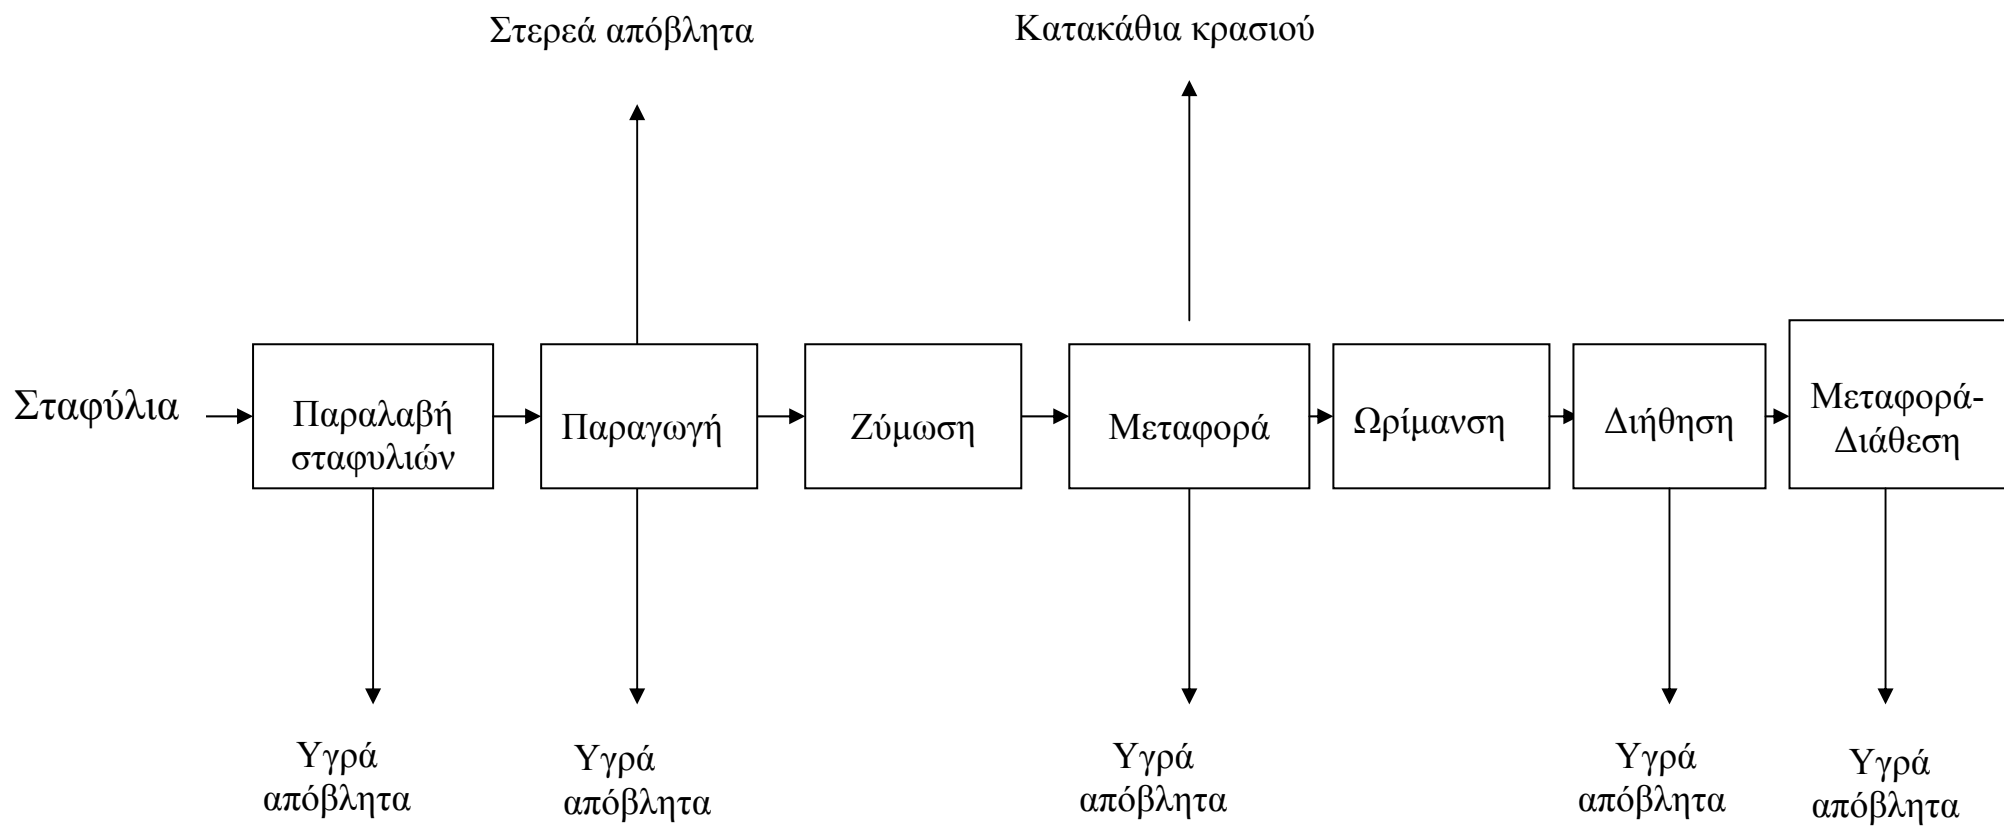 Στερεά απόβλητα
Κατακάθια κρασιού
Σταφύλια
Παραλαβή
σταφυλιών
Παραγωγή
Ζύμωση
Μεταφορά
Ωρίμανση
Διήθηση
Μεταφορά-
Διάθεση
Υγρά
απόβλητα
Υγρά
απόβλητα
Υγρά
απόβλητα
Υγρά
απόβλητα
Υγρά
απόβλητα